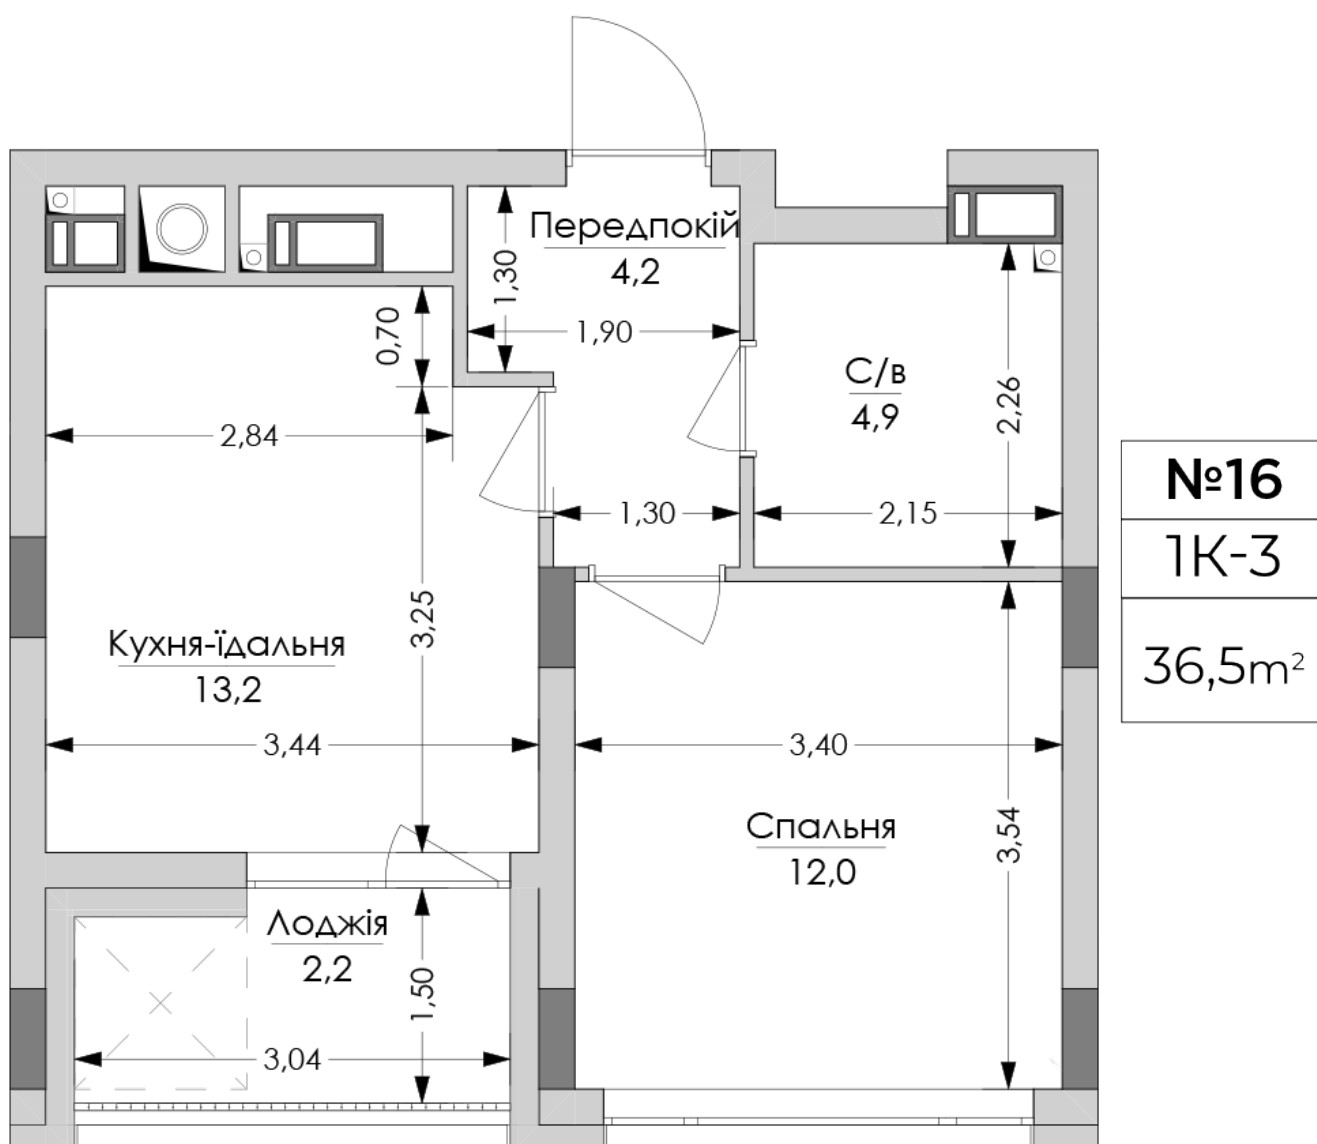 Передпокій
4,2
1,30
1,90
0,70
2,84
С/в
4,9
2,26
2,15
1,30
№16
1К-3
36,5m²
Кухня-їдальня
13,2
3,25
3,44
3,40
Спальня
12,0
3,54
Лоджія
2,2
1,50
3,04